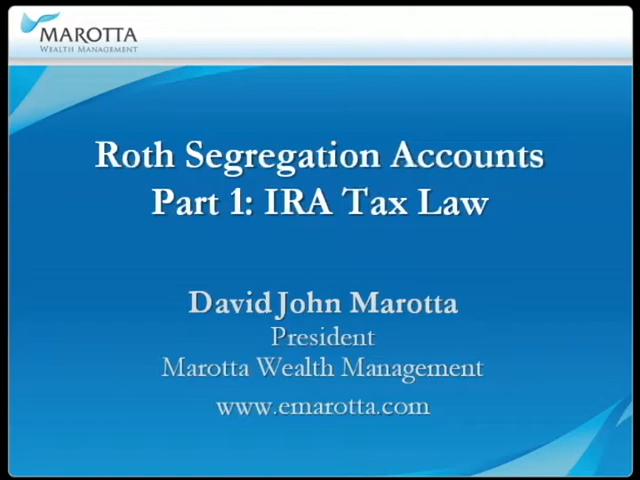 MAROTTA
WEALTH MANAGEMENT
Roth Segregation Accounts
Part 1: IRA Tax Law
David John Marotta
President
Marotta Wealth Management
www.emarotta.com